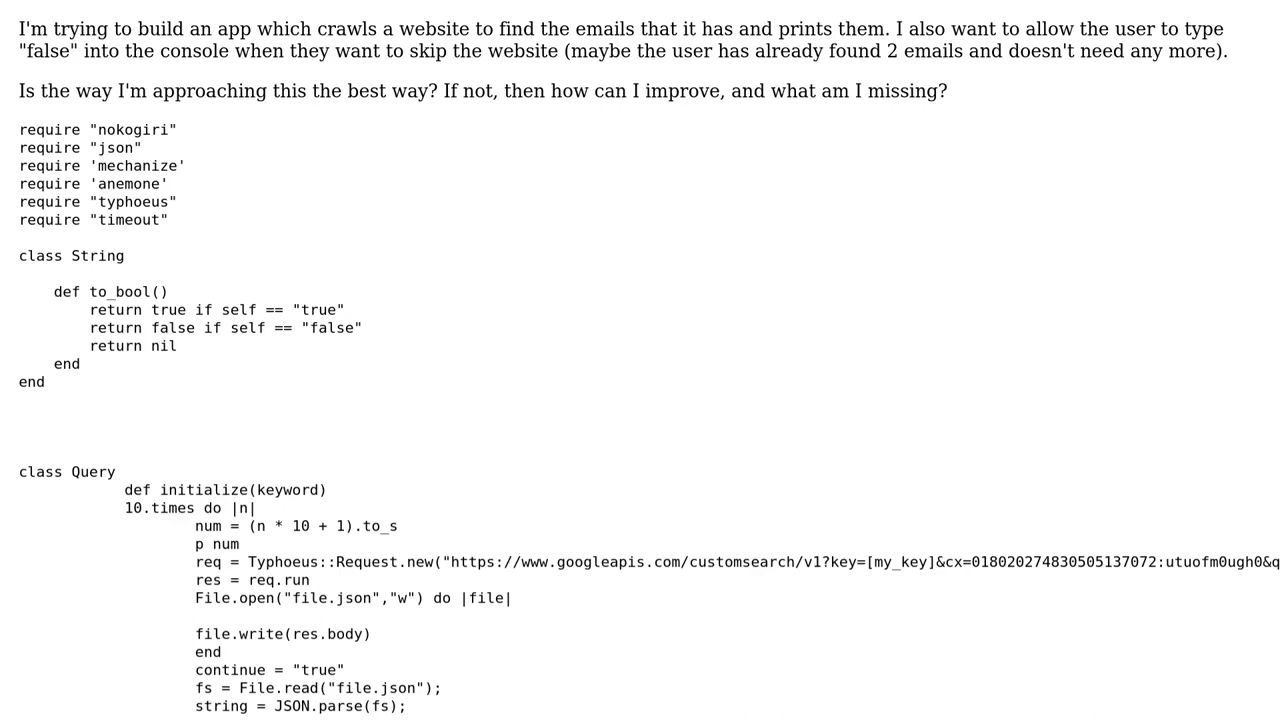 I'm trying to build an app which crawls a website to find the emails that it has and prints them. I also want to allow the user to type
"false" into the console when they want to skip the website (maybe the user has already found 2 emails and doesn't need any more).
Is the way I'm approaching this the best way? If not, then how can I improve, and what am I missing?
require "nokogiri"
require "json"
require 'mechanize'
require 'anemone'
require "typhoeus"
require "timeout"
class String
    def to_bool()
        return true if self == "true"
        return false if self == "false"
        return nil
    end
end
class Query
            def initialize(keyword)
            10.times do |n|
                    num = (n * 10 + 1).to_s
                    p num
                    req = Typhoeus::Request.new("https://www.googleapis.com/customsearch/v1?key=[my_key]&cx=018020274830505137072:utuofm0ugh0&q
                    res = req.run
                    File.open("file.json","w") do |file|
                    file.write(res.body)
                    end
                    continue = "true"
                    fs = File.read("file.json");
                    string = JSON.parse(fs);